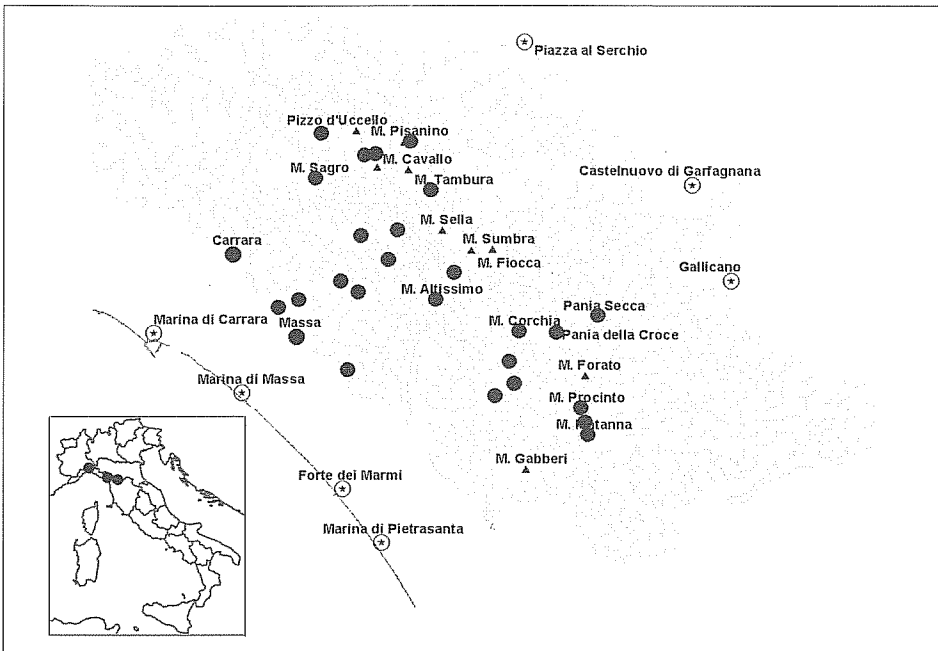 Piazza al Serchio
Pizzo d'Uccello
M. Pisanino
M. Cavallo
M. Sagro
M. Tambura
Castelnuovo di Garfagnana
M. Sella
M. Sumbra
Carrara
M. Fiocca
Gallicano
M. Altissimo
Pania Secca
Marina di Carrara
Massa
M. Corchia
Pania della Croce
M. Forato
Marina di Massa
M. Procinto
M.
M. Gabberi
Forte dei Marmi
Marina di Pietrasanta